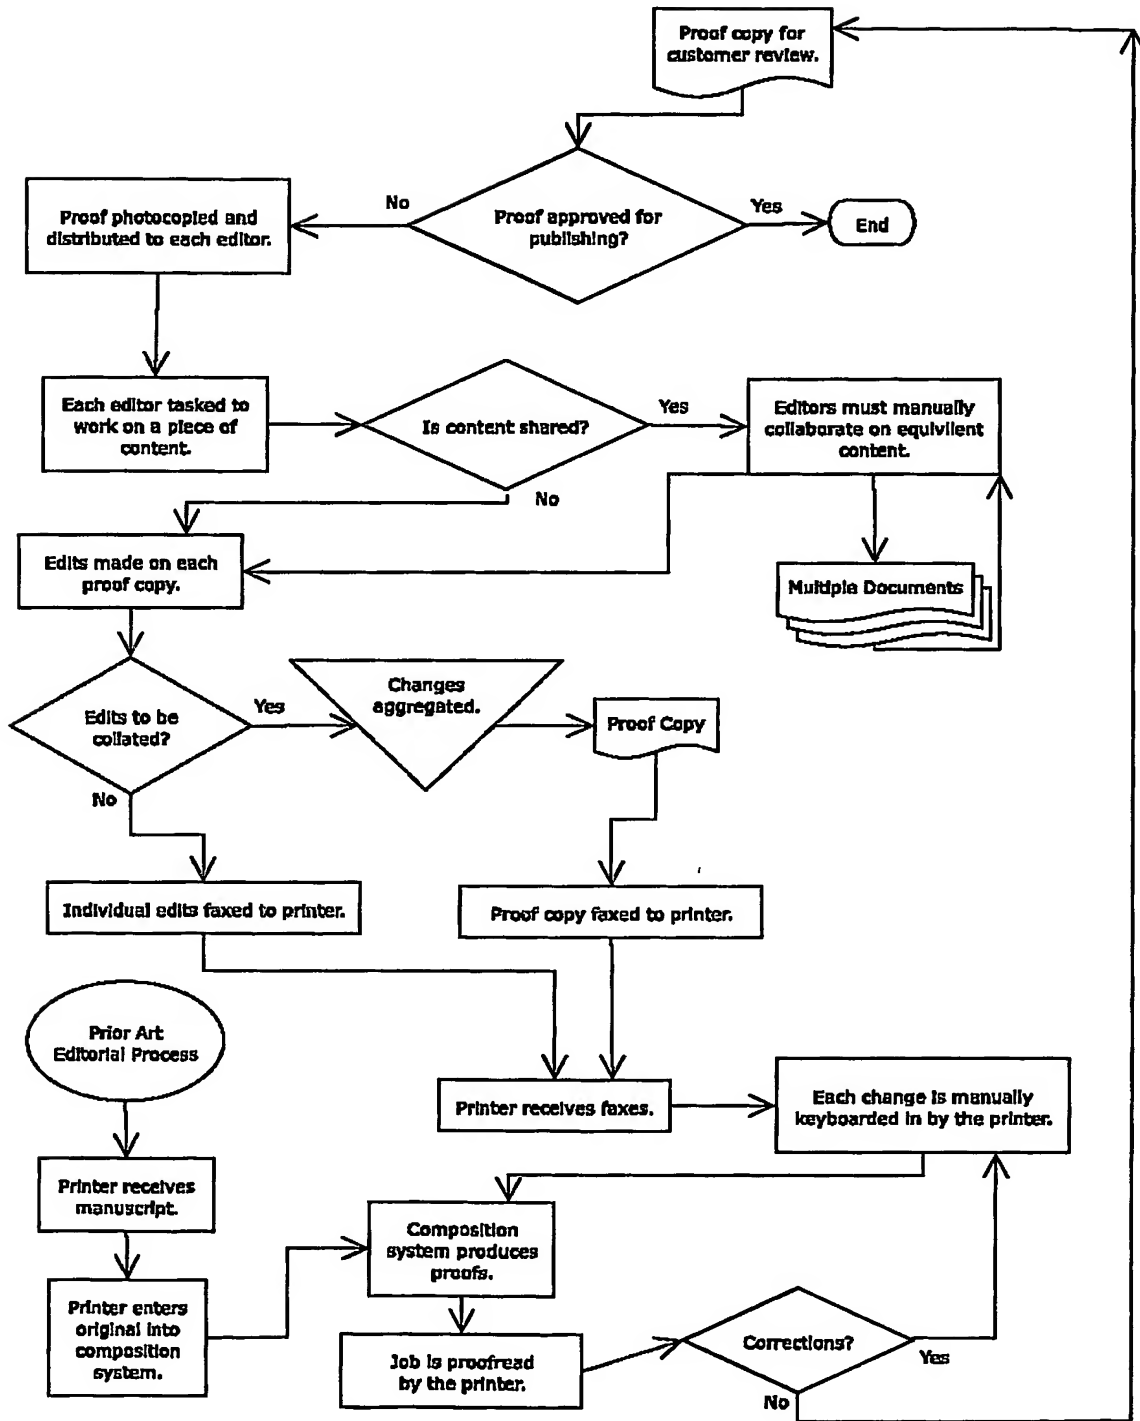 Proof copy for
customer review.
Proof approved for
publishing?
No
Yes
End
Proof photocopied and
distributed to each editor.
Each editor tasked to
work on a piece of
content.
Is content shared?
Yes
No
Editors must manually
collaborate on equivilent
content.
Multiple Documents
Edits made on each
proof copy.
Edits to be
collated?
Yes
No
Changes
aggregated.
Proof Copy
Individual edits faxed to printer.
Proof copy faxed to printer.
Prior Art
Editorial Process
Printer receives faxes.
Each change is manually
keyboarded in by the printer.
Printer receives
manuscript.
Composition
system produces
proofs.
Printer enters
original into
composition
system.
Job is proofread
by the printer.
Corrections?
Yes
No